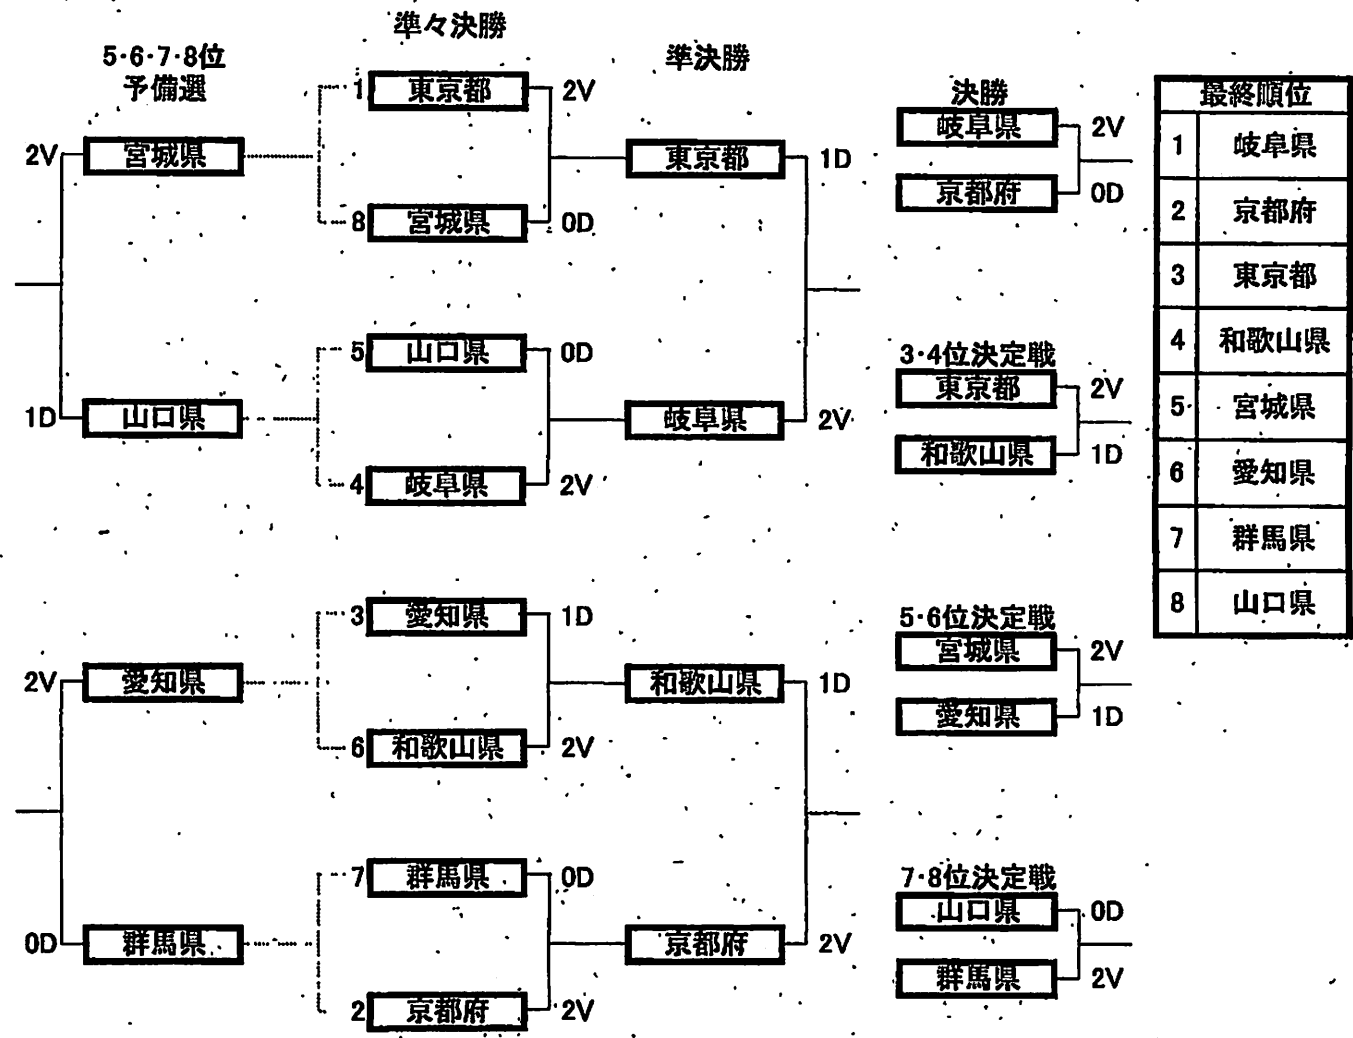 準々決勝
5·6·7·8位
予備選
準決勝
決勝
最終順位
1 東京都 2V
岐阜県 2V
1 岐阜県
2V 宮城県
東京都 1D
京都府 0D
2 京都府
8 宮城県 0D
3 東京都
5 山口県 0D
3·4位決定戦
4 和歌山県
東京都 2V
1D 山口県
岐阜県 2V
和歌山県 1D
5 宮城県
4 岐阜県 2V
6 愛知県
7 群馬県
3 愛知県 1D
5·6位決定戦
8 山口県
宮城県 2V
2V 愛知県
和歌山県 1D
愛知県 1D
6 和歌山県 2V
7 群馬県 0D
7·8位決定戦
山口県 0D
0D 群馬県
京都府 2V
群馬県 2V
2 京都府 2V